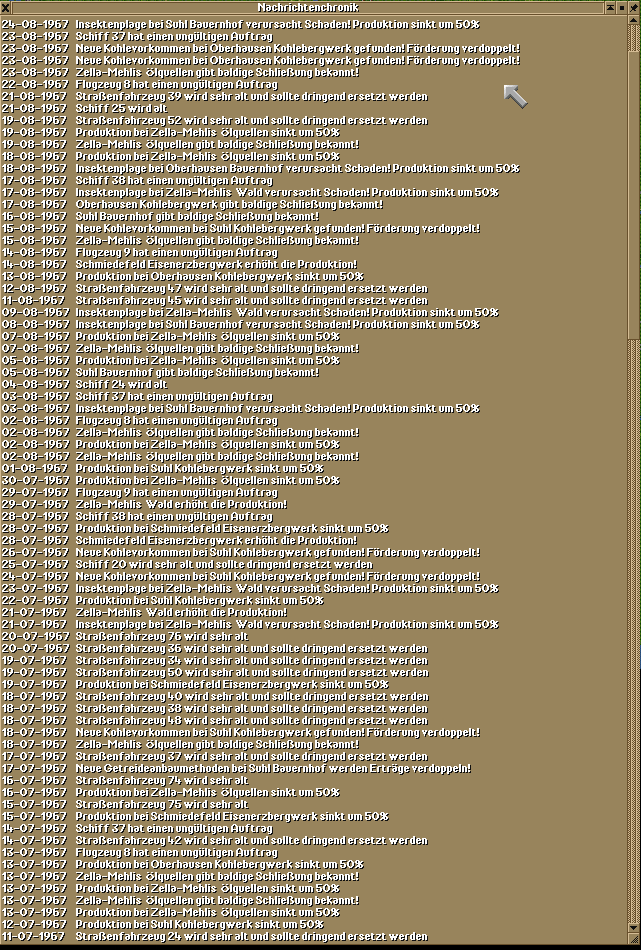 Nachrichtenchronik
24-08-1967 Insektenplage bei Suhl Bauernhof verursacht Schaden! Produktion sinkt um 50%
23-08-1967 Schiff 37 hat einen ungültigen Auftrag
23-08-1967 Neue Kohlevorkommen bei Oberhausen Kohlebergwerk gefunden! Förderung verdoppelt!
23-08-1967 Neue Kohlevorkommen bei Oberhausen Kohlebergwerk gefunden! Förderung verdoppelt!
23-08-1967 Zella-Mehlis Ölquellen gibt baldige Schließung bekannt!
22-08-1967 Flugzeug 8 hat einen ungültigen Auftrag
21-08-1967 Straßenfahrzeug 39 wird sehr alt und sollte dringend ersetzt werden
21-08-1967 Schiff 25 wird alt
19-08-1967 Straßenfahrzeug 52 wird sehr alt und sollte dringend ersetzt werden
19-08-1967 Produktion bei Zella-Mehlis Ölquellen sinkt um 50%
19-08-1967 Zella-Mehlis Ölquellen gibt baldige Schließung bekannt!
18-08-1967 Produktion bei Zella-Mehlis Ölquellen sinkt um 50%
18-08-1967 Insektenplage bei Oberhausen Bauernhof verursacht Schaden! Produktion sinkt um 50%
17-08-1967 Schiff 38 hat einen ungültigen Auftrag
17-08-1967 Insektenplage bei Zella-Mehlis Wald verursacht Schaden! Produktion sinkt um 50%
17-08-1967 Oberhausen Kohlebergwerk gibt baldige Schließung bekannt!
16-08-1967 Suhl Bauernhof gibt baldige Schließung bekannt!
15-08-1967 Neue Kohlevorkommen bei Suhl Kohlebergwerk gefunden! Förderung verdoppelt!
15-08-1967 Zella-Mehlis Ölquellen gibt baldige Schließung bekannt!
14-08-1967 Flugzeug 9 hat einen ungültigen Auftrag
14-08-1967 Schmiedefeld Eisenerzbergwerk erhöht die Produktion!
13-08-1967 Produktion bei Oberhausen Kohlebergwerk sinkt um 50%
12-08-1967 Straßenfahrzeug 47 wird sehr alt und sollte dringend ersetzt werden
11-08-1967 Straßenfahrzeug 45 wird sehr alt und sollte dringend ersetzt werden
09-08-1967 Insektenplage bei Zella-Mehlis Wald verursacht Schaden! Produktion sinkt um 50%
08-08-1967 Insektenplage bei Suhl Bauernhof verursacht Schaden! Produktion sinkt um 50%
07-08-1967 Produktion bei Zella-Mehlis Ölquellen sinkt um 50%
07-08-1967 Zella-Mehlis Ölquellen gibt baldige Schließung bekannt!
05-08-1967 Produktion bei Zella-Mehlis Ölquellen sinkt um 50%
05-08-1967 Suhl Bauernhof gibt baldige Schließung bekannt!
04-08-1967 Schiff 24 wird alt
03-08-1967 Schiff 37 hat einen ungültigen Auftrag
03-08-1967 Insektenplage bei Suhl Bauernhof verursacht Schaden! Produktion sinkt um 50%
02-08-1967 Flugzeug 8 hat einen ungültigen Auftrag
02-08-1967 Zella-Mehlis Ölquellen gibt baldige Schließung bekannt!
02-08-1967 Produktion bei Zella-Mehlis Ölquellen sinkt um 50%
02-08-1967 Zella-Mehlis Ölquellen gibt baldige Schließung bekannt!
01-08-1967 Produktion bei Suhl Kohlebergwerk sinkt um 50%
30-07-1967 Produktion bei Zella-Mehlis Ölquellen sinkt um 50%
29-07-1967 Flugzeug 9 hat einen ungültigen Auftrag
29-07-1967 Zella-Mehlis Wald erhöht die Produktion!
28-07-1967 Schiff 38 hat einen ungültigen Auftrag
28-07-1967 Produktion bei Schmiedefeld Eisenerzbergwerk sinkt um 50%
28-07-1967 Schmiedefeld Eisenerzbergwerk erhöht die Produktion!
26-07-1967 Neue Kohlevorkommen bei Suhl Kohlebergwerk gefunden! Förderung verdoppelt!
25-07-1967 Schiff 20 wird sehr alt und sollte dringend ersetzt werden
24-07-1967 Neue Kohlevorkommen bei Suhl Kohlebergwerk gefunden! Förderung verdoppelt!
23-07-1967 Insektenplage bei Zella-Mehlis Wald verursacht Schaden! Produktion sinkt um 50%
22-07-1967 Produktion bei Suhl Kohlebergwerk sinkt um 50%
21-07-1967 Zella-Mehlis Wald erhöht die Produktion!
21-07-1967 Insektenplage bei Zella-Mehlis Wald verursacht Schaden! Produktion sinkt um 50%
20-07-1967 Straßenfahrzeug 76 wird sehr alt
20-07-1967 Straßenfahrzeug 36 wird sehr alt und sollte dringend ersetzt werden
19-07-1967 Straßenfahrzeug 34 wird sehr alt und sollte dringend ersetzt werden
19-07-1967 Straßenfahrzeug 50 wird sehr alt und sollte dringend ersetzt werden
19-07-1967 Produktion bei Schmiedefeld Eisenerzbergwerk sinkt um 50%
18-07-1967 Straßenfahrzeug 40 wird sehr alt und sollte dringend ersetzt werden
18-07-1967 Straßenfahrzeug 38 wird sehr alt und sollte dringend ersetzt werden
18-07-1967 Straßenfahrzeug 48 wird sehr alt und sollte dringend ersetzt werden
18-07-1967 Neue Kohlevorkommen bei Suhl Kohlebergwerk gefunden! Förderung verdoppelt!
18-07-1967 Zella-Mehlis Ölquellen gibt baldige Schließung bekannt!
17-07-1967 Straßenfahrzeug 37 wird sehr alt und sollte dringend ersetzt werden
17-07-1967 Neue Getreideanbaumethoden bei Suhl Bauernhof werden Erträge verdoppeln!
16-07-1967 Straßenfahrzeug 74 wird sehr alt
16-07-1967 Produktion bei Zella-Mehlis Ölquellen sinkt um 50%
15-07-1967 Straßenfahrzeug 75 wird sehr alt
15-07-1967 Produktion bei Schmiedefeld Eisenerzbergwerk sinkt um 50%
14-07-1967 Schiff 37 hat einen ungültigen Auftrag
14-07-1967 Straßenfahrzeug 42 wird sehr alt und sollte dringend ersetzt werden
13-07-1967 Flugzeug 8 hat einen ungültigen Auftrag
13-07-1967 Produktion bei Oberhausen Kohlebergwerk sinkt um 50%
13-07-1967 Zella-Mehlis Ölquellen gibt baldige Schließung bekannt!
13-07-1967 Produktion bei Zella-Mehlis Ölquellen sinkt um 50%
13-07-1967 Zella-Mehlis Ölquellen gibt baldige Schließung bekannt!
13-07-1967 Produktion bei Zella-Mehlis Ölquellen sinkt um 50%
12-07-1967 Produktion bei Suhl Kohlebergwerk sinkt um 50%
11-07-1967 Straßenfahrzeug 24 wird sehr alt und sollte dringend ersetzt werden